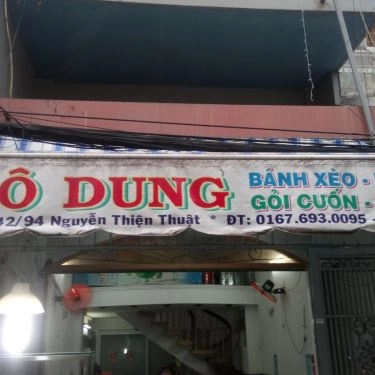 Ô DUNG
BÁNH XÈO -
GỎI CUỐN -
42/94 Nguyễn Thiện Thuật * ĐT: 0167.693.0095 -